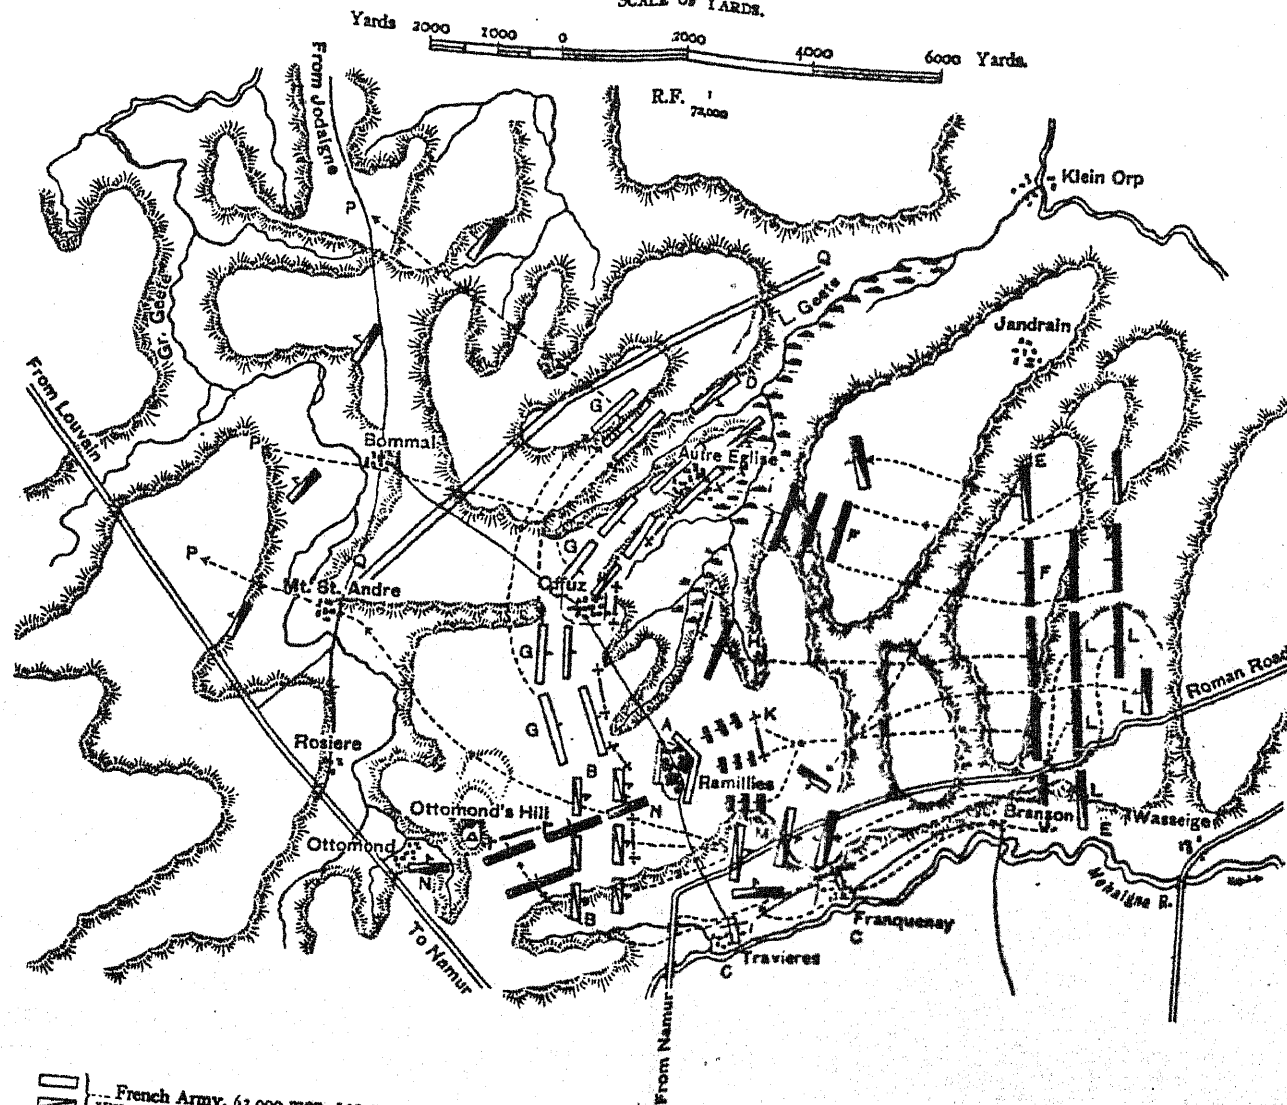 SCALE OF YARDS.
Yards 2000 1000 0 2000 4000 6000 Yards.
R.F. 1
72,000
From Jodaigne
Klein Orp
P
Q
L. Geete
Gr. Geete
Jandrain
From Louvain
D
G
Bommal
P
Autre Eglise
E
F
G
P
Q
Offuz
F
Mt. St. Andre
H
L
L
G
Roman Road
L
K
A
L
G
Rosiere
B
Ramillies
L
Ottomond's Hill
N
M
Branson
Wasseige
E
Ottomond
N
Mehaigne R.
B
Franquenay
C
To Namur
Travieres
C
From Namur
French Army, 62,000 men,